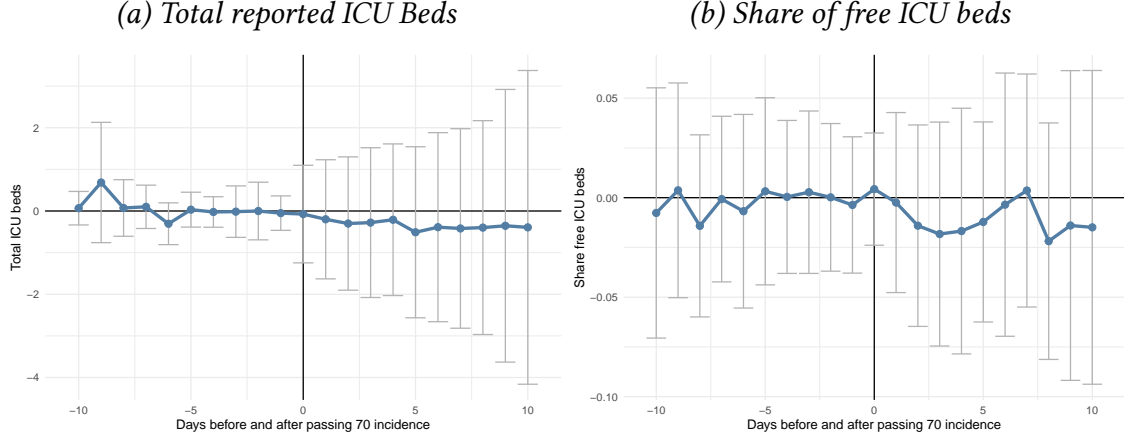 (a) Total reported ICU Beds
2
0
−2
−4
Total ICU beds
−10 −5 0 5 10
Days before and after passing 70 incidence
(b) Share of free ICU beds
0.05
0.00
−0.05
−0.10
Share free ICU beds
−10 −5 0 5 10
Days before and after passing 70 incidence